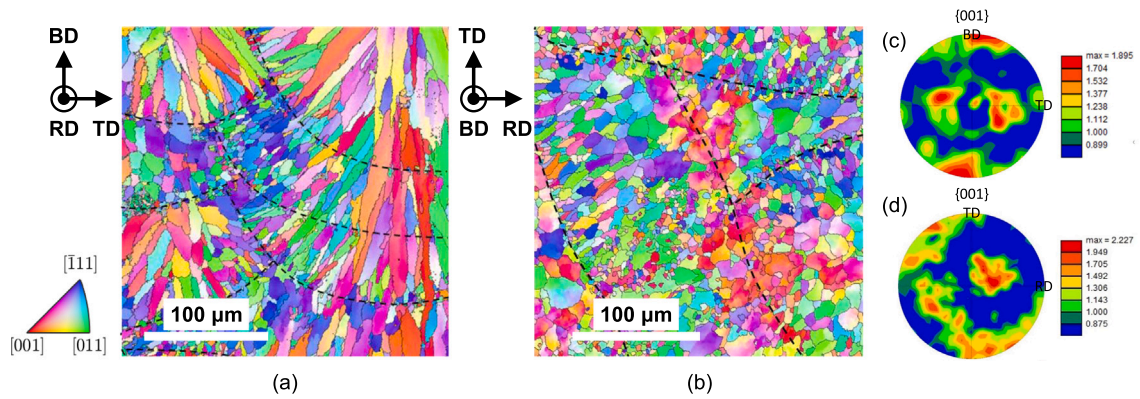 BD
RD TD
[1̄11]
[001] [011]
100 µm
(a)
TD
BD RD
100 µm
(b)
(c)
{001}
BD
TD
max = 1.895
1.704
1.532
1.377
1.238
1.112
1.000
0.899
(d)
{001}
TD
RD
max = 2.227
1.949
1.705
1.492
1.306
1.143
1.000
0.875